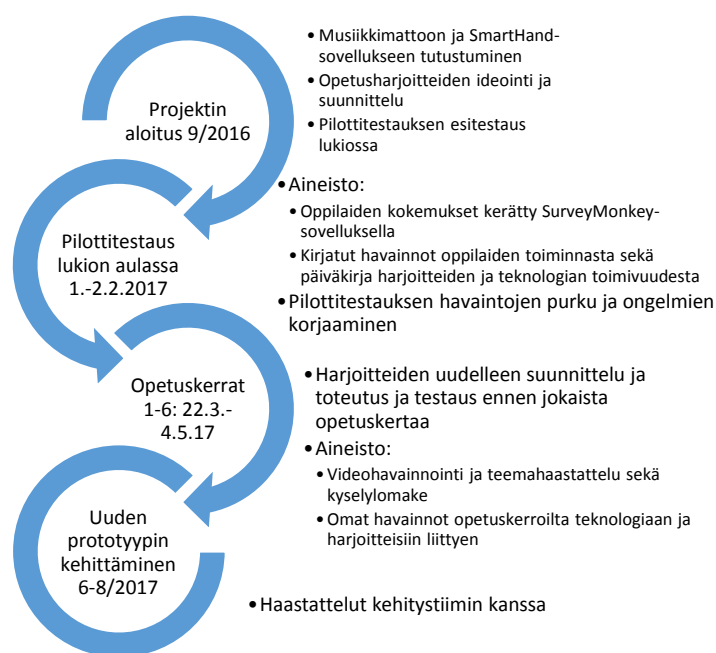 Projektin
aloitus 9/2016
• Musiikkimattoon ja SmartHand-
sovellukseen tutustuminen
• Opetusharjoitteiden ideointi ja
suunnittelu
• Pilottitestauksen esitestaus
lukiossa
Pilottitestaus
lukion aulassa
1.-2.2.2017
• Aineisto:
• Oppilaiden kokemukset kerätty SurveyMonkey-
sovelluksella
• Kirjatut havainnot oppilaiden toiminnasta sekä
päiväkirja harjoitteiden ja teknologian toimivuudesta
• Pilottitestauksen havaintojen purku ja ongelmien
korjaaminen
Opetuskerrat
1-6: 22.3.-
4.5.17
• Harjoitteiden uudelleen suunnittelu ja
toteutus ja testaus ennen jokaista
opetuskertaa
• Aineisto:
• Videohavainnointi ja teemahaastattelu sekä
kyselylomake
• Omat havainnot opetuskerroilta teknologiaan ja
harjoitteisiin liittyen
Uuden
prototyypin
kehittäminen
6-8/2017
• Haastattelut kehitystiimin kanssa